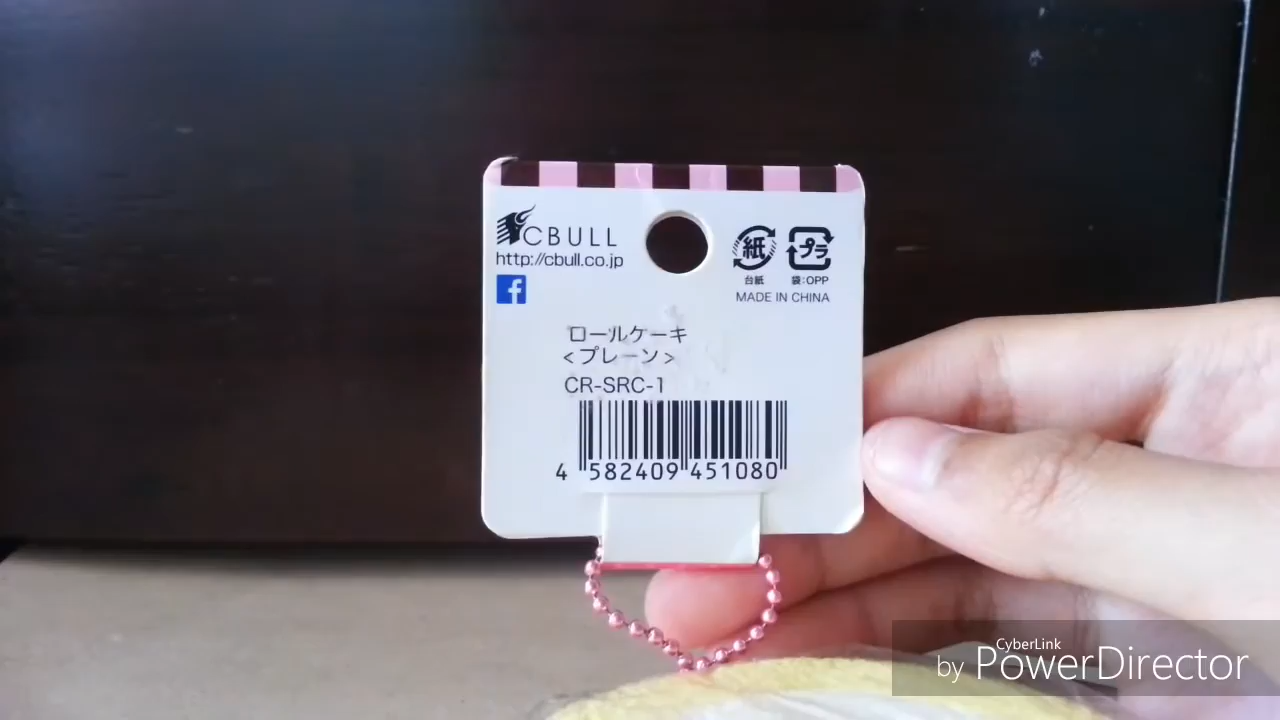 CBULL
http://cbull.co.jp
紙
台紙
プラ
袋:OPP
MADE IN CHINA
ロールケーキ
<プレーン>
CR-SRC-1
4 582409 451080
CyberLink
by PowerDirector